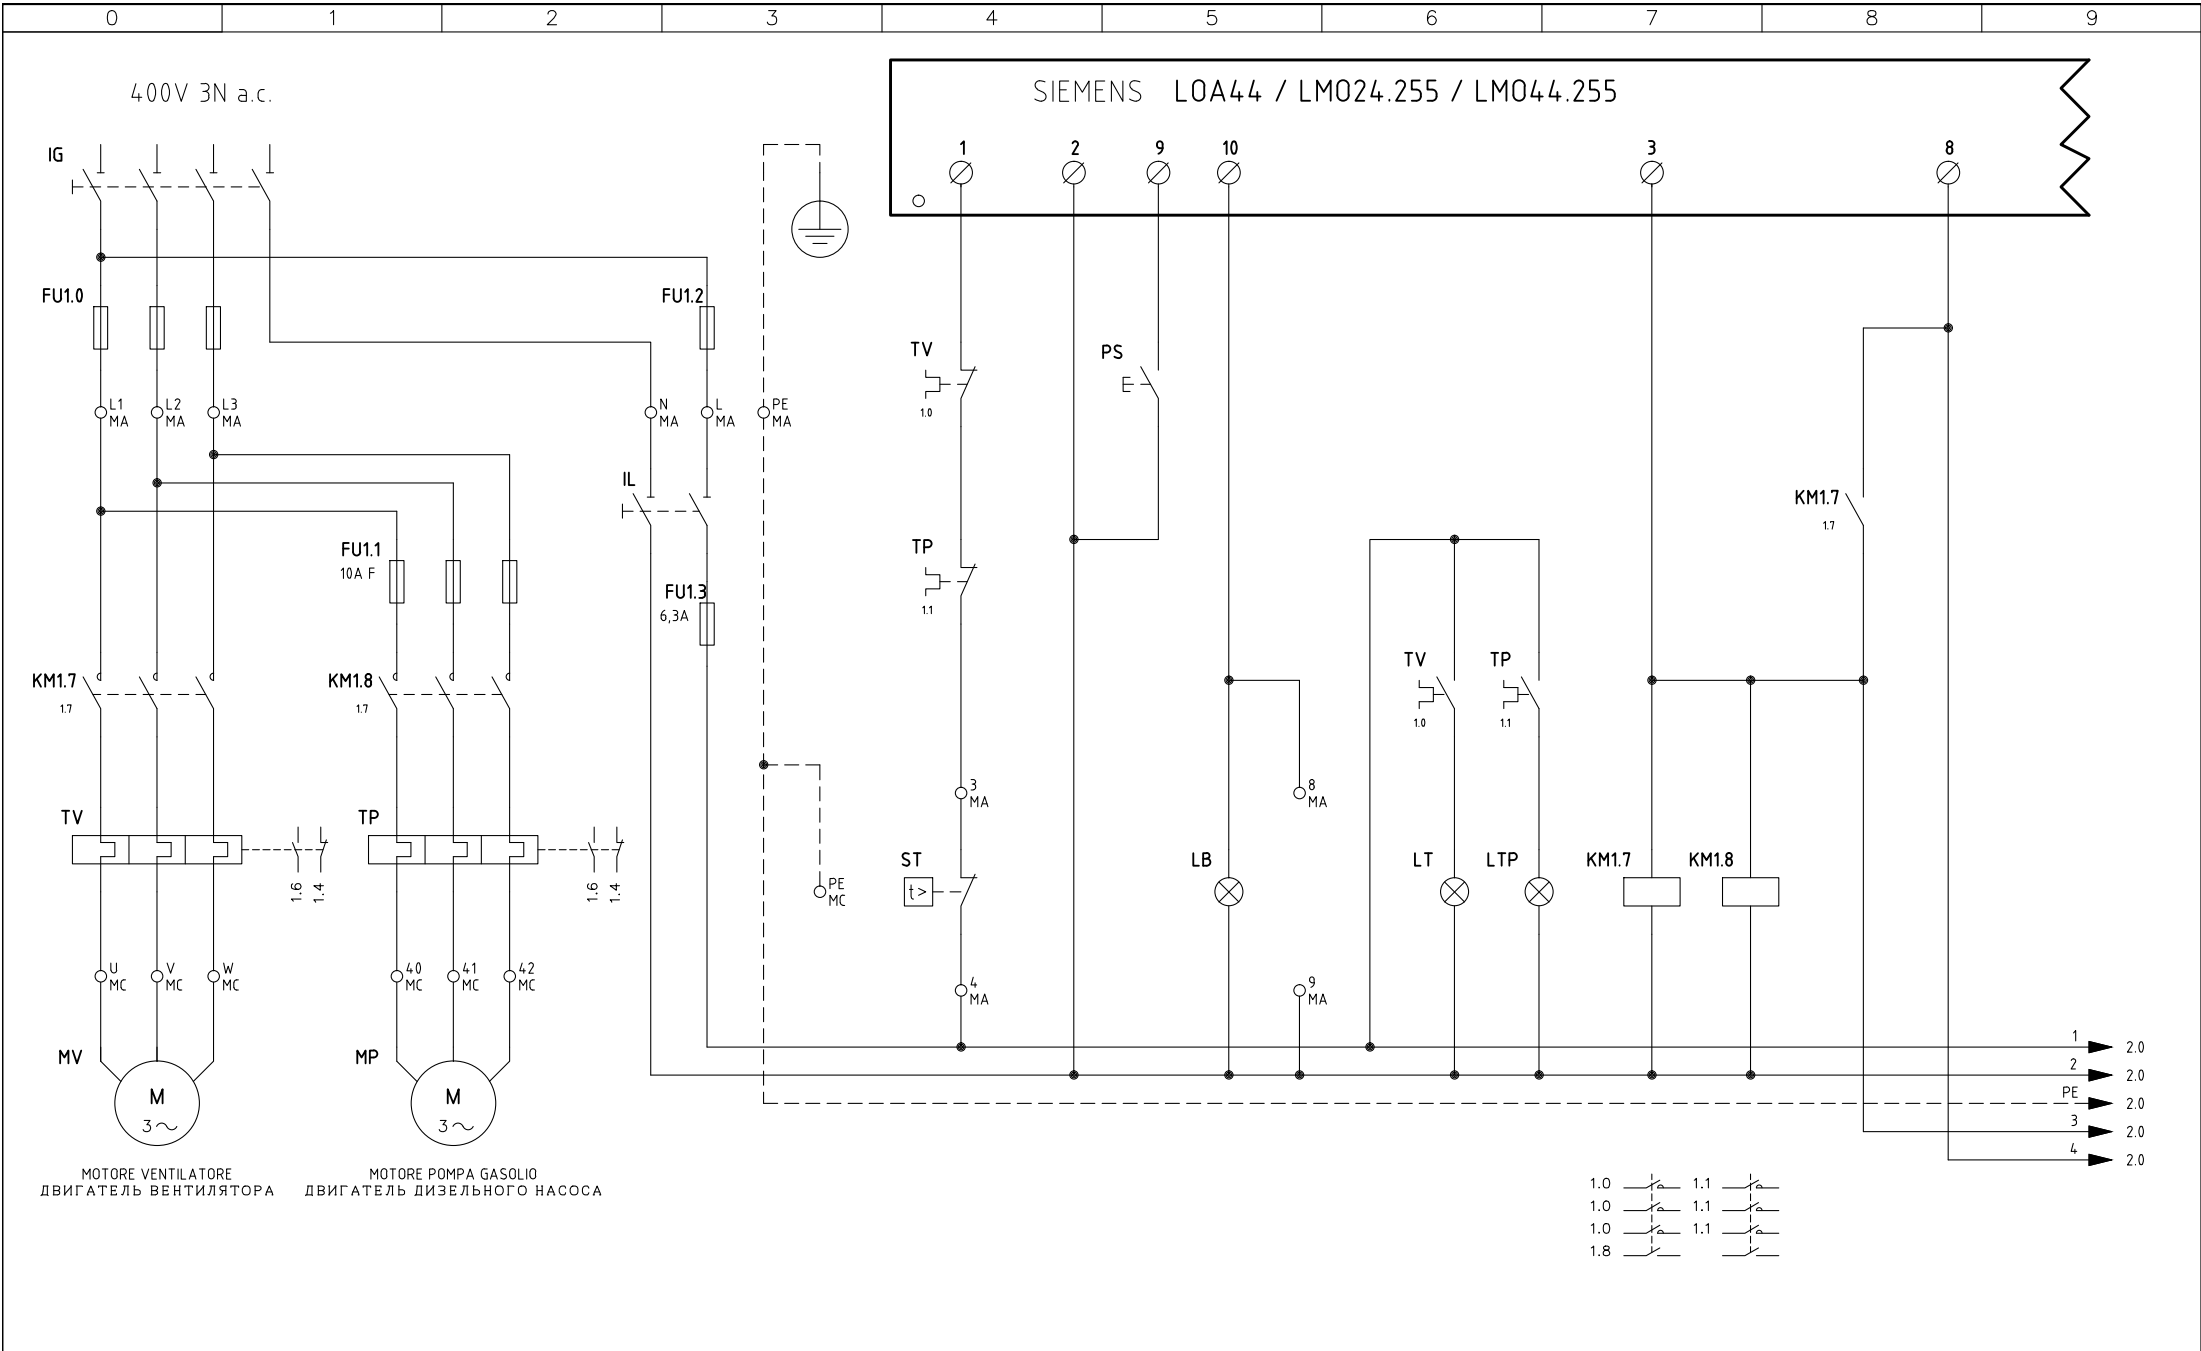 0 1 2 3 4 5 6 7 8 9
400V 3N a.c.
SIEMENS LOA44 / LMO24.255 / LMO44.255
1 2 9 10 3 8
IG
FU1.0
FU1.2
TV
1.0
PS
L1
MA
L2
MA
L3
MA
N
MA
L
MA
PE
MA
IL
KM1.7
1.7
FU1.1
10A F
TP
1.1
FU1.3
6,3A
KM1.7
1.7
KM1.8
1.7
TV
1.0
TP
1.1
3
MA
8
MA
TV
1.6
1.4
TP
1.6
1.4
PE
MC
ST
t>
LB
LT
LTP
KM1.7
KM1.8
U
MC
V
MC
W
MC
40
MC
41
MC
42
MC
4
MA
9
MA
MV
M
3~
MP
M
3~
1 2.0
2 2.0
PE 2.0
3 2.0
4 2.0
MOTORE VENTILATORE
ДВИГАТЕЛЬ ВЕНТИЛЯТОРА
MOTORE POMPA GASOLIO
ДВИГАТЕЛЬ ДИЗЕЛЬНОГО НАСОСА
1.0 1.1
1.0 1.1
1.0 1.1
1.8